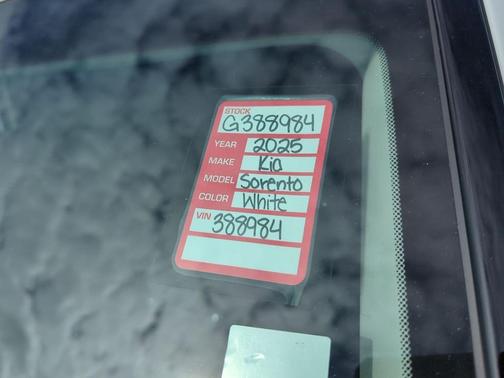 STOCK
G388984
YEAR 2025
MAKE Kia
MODEL Sorento
COLOR White
VIN 388984